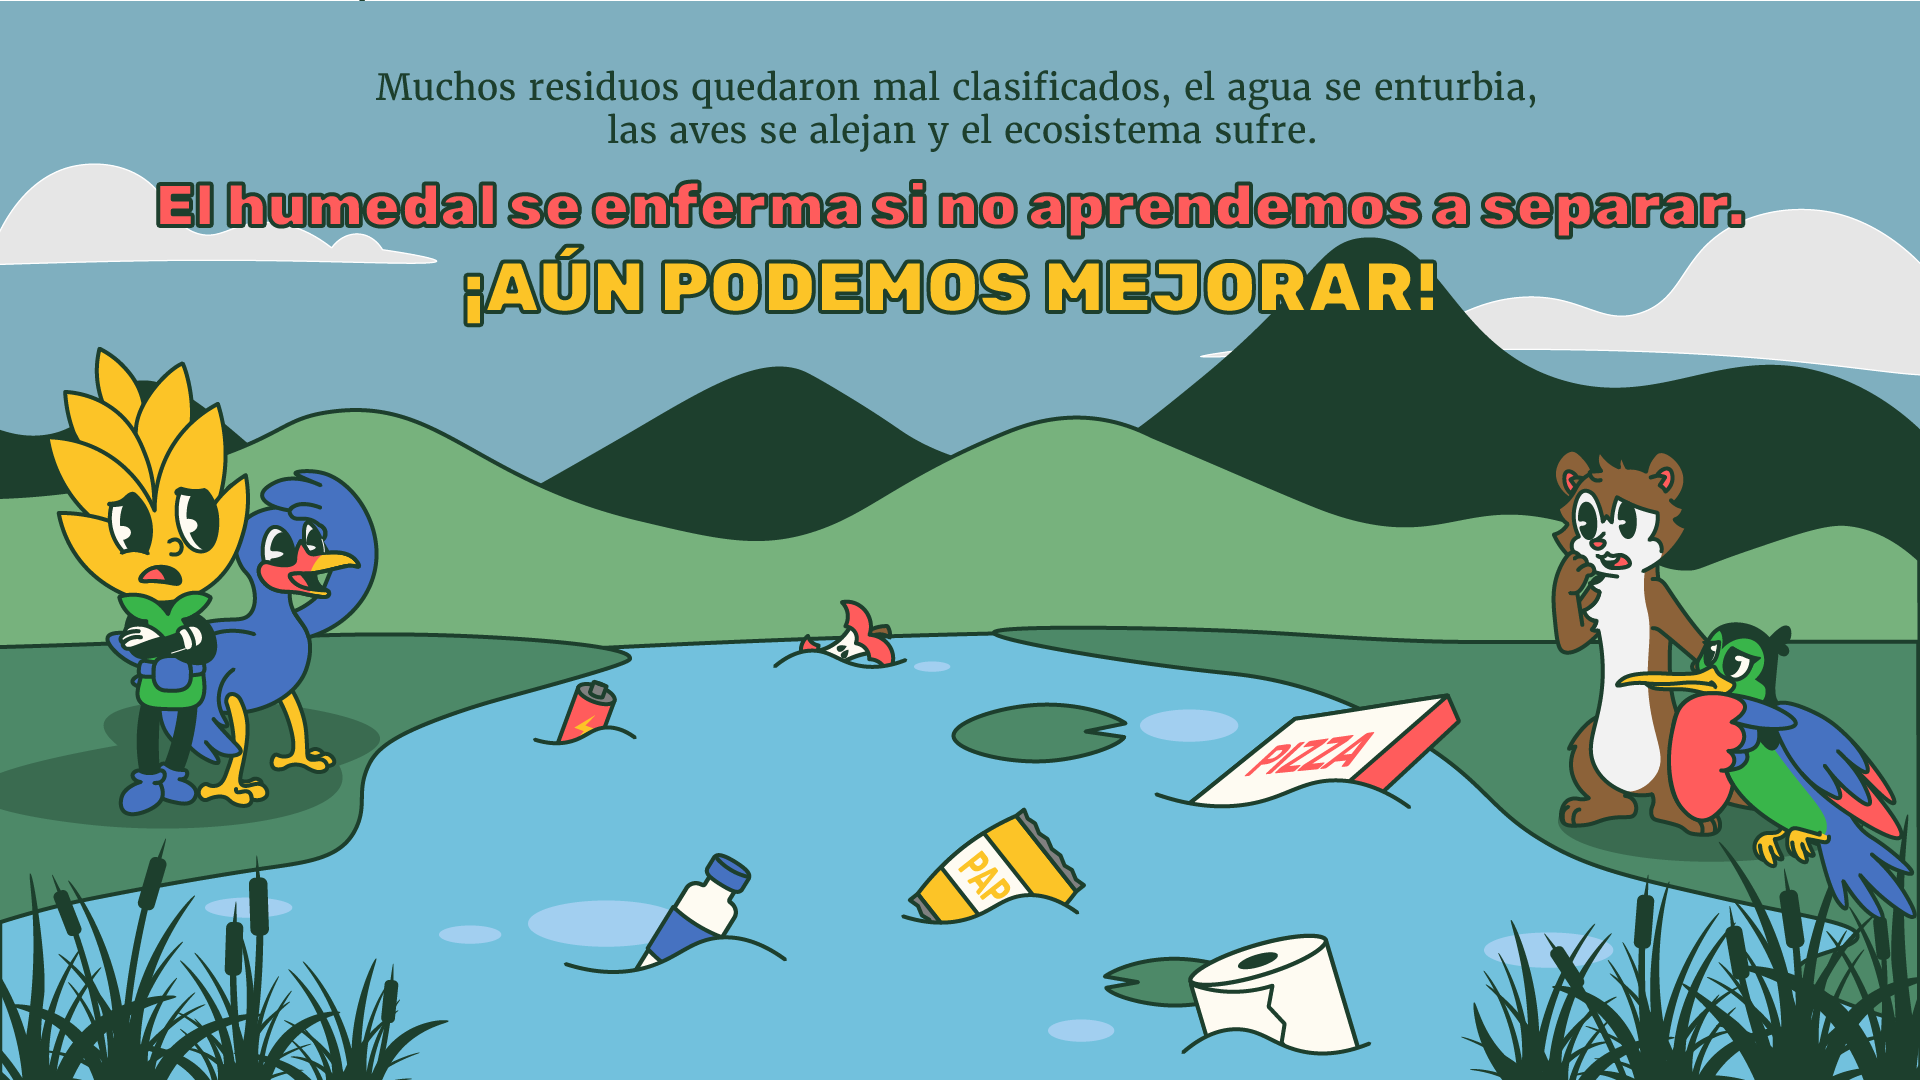 Muchos residuos quedaron mal clasificados, el agua se enturbia,
las aves se alejan y el ecosistema sufre.
El humedal se enferma si no aprendemos a separar.
¡AÚN PODEMOS MEJORAR!
PIZZA
PAP